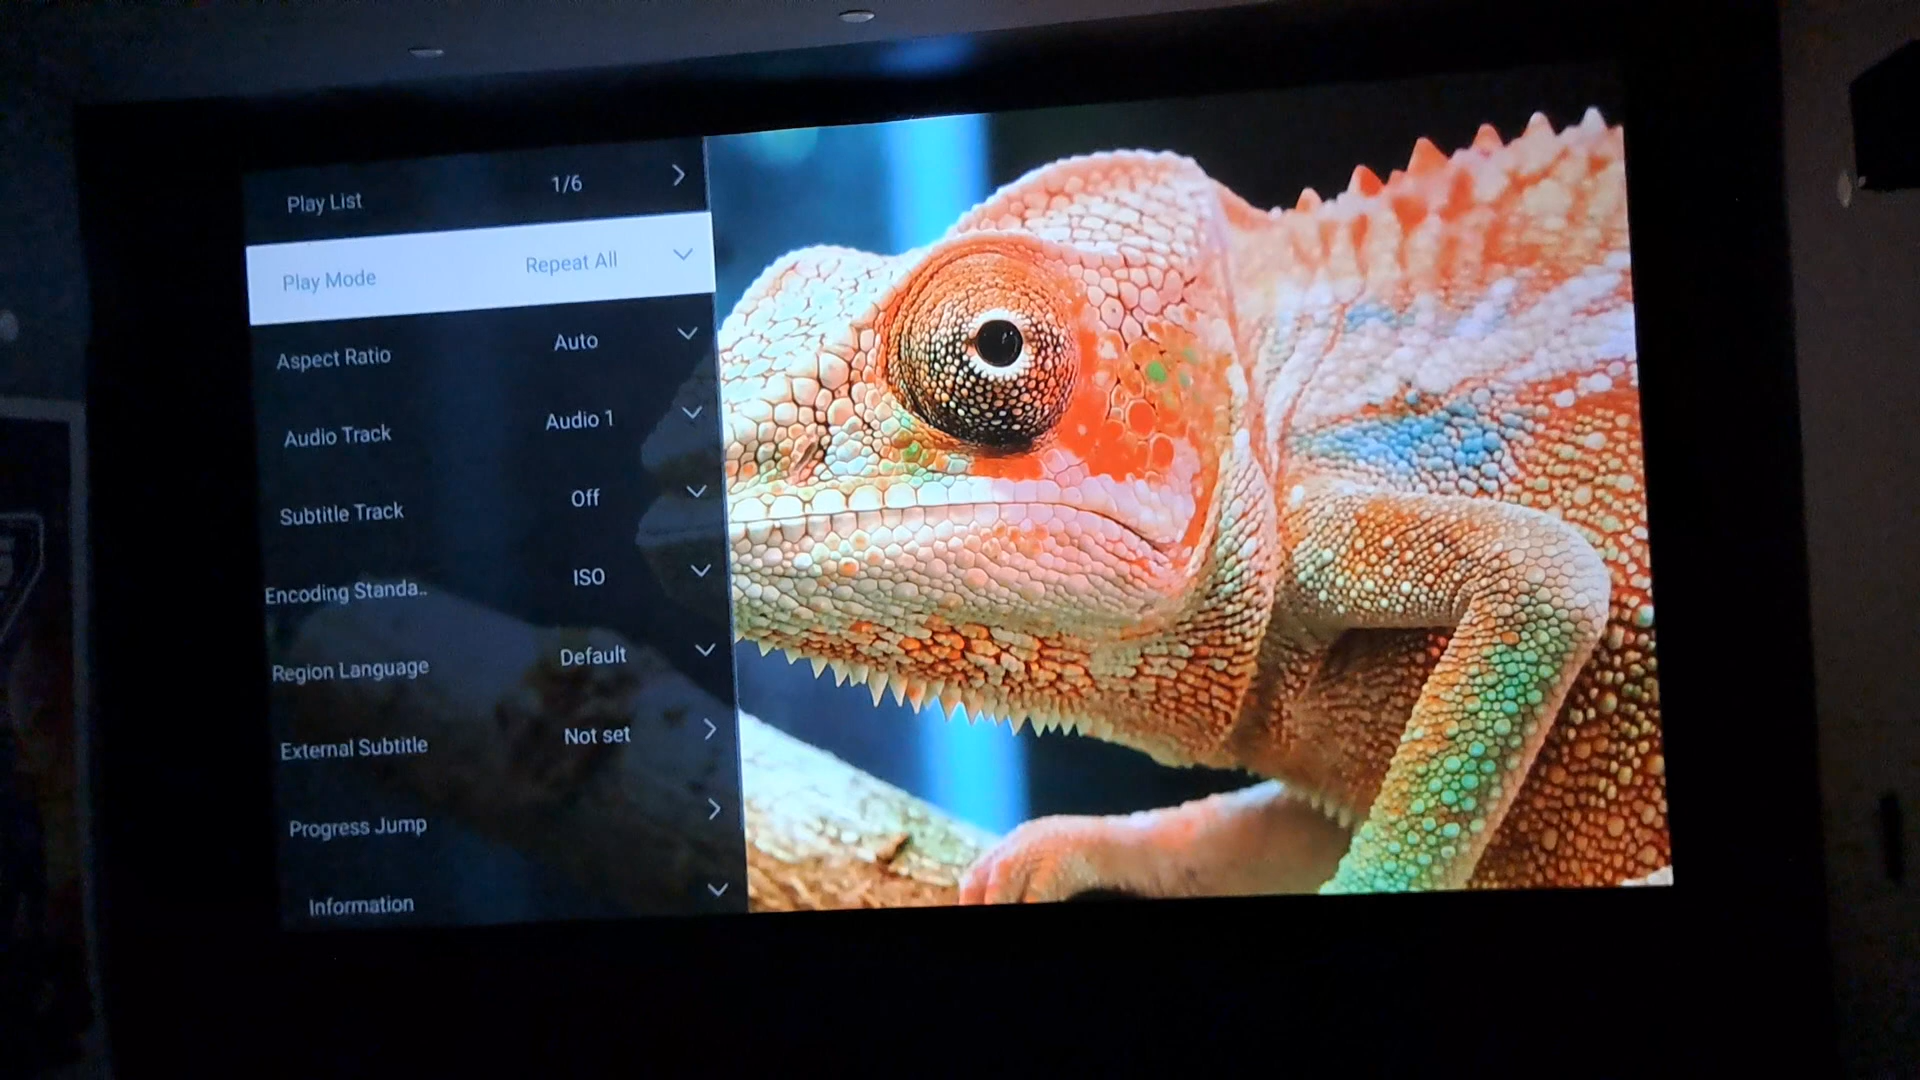 Play List 1/6
Play Mode Repeat All
Aspect Ratio Auto
Audio Track Audio 1
Subtitle Track Off
Encoding Standa.. ISO
Region Language Default
External Subtitle Not set
Progress Jump
Information